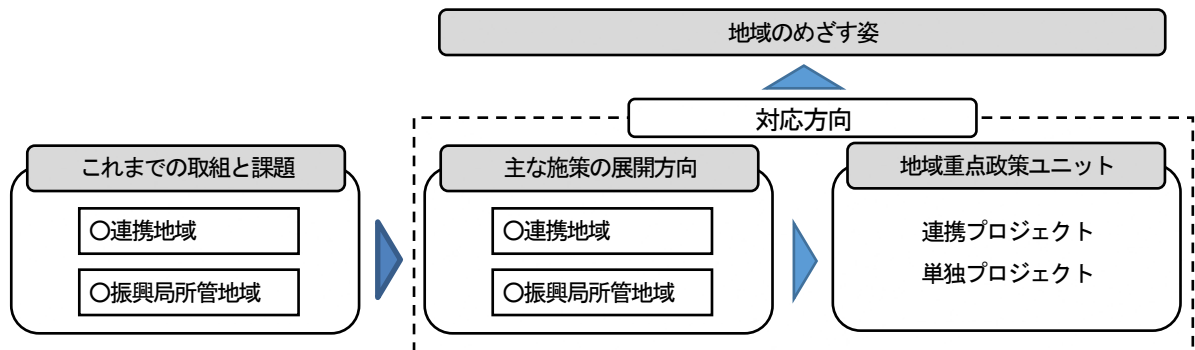 地域のめざす姿
対応方向
これまでの取組と課題
〇連携地域
〇振興局所管地域
主な施策の展開方向
〇連携地域
〇振興局所管地域
地域重点政策ユニット
連携プロジェクト
単独プロジェクト